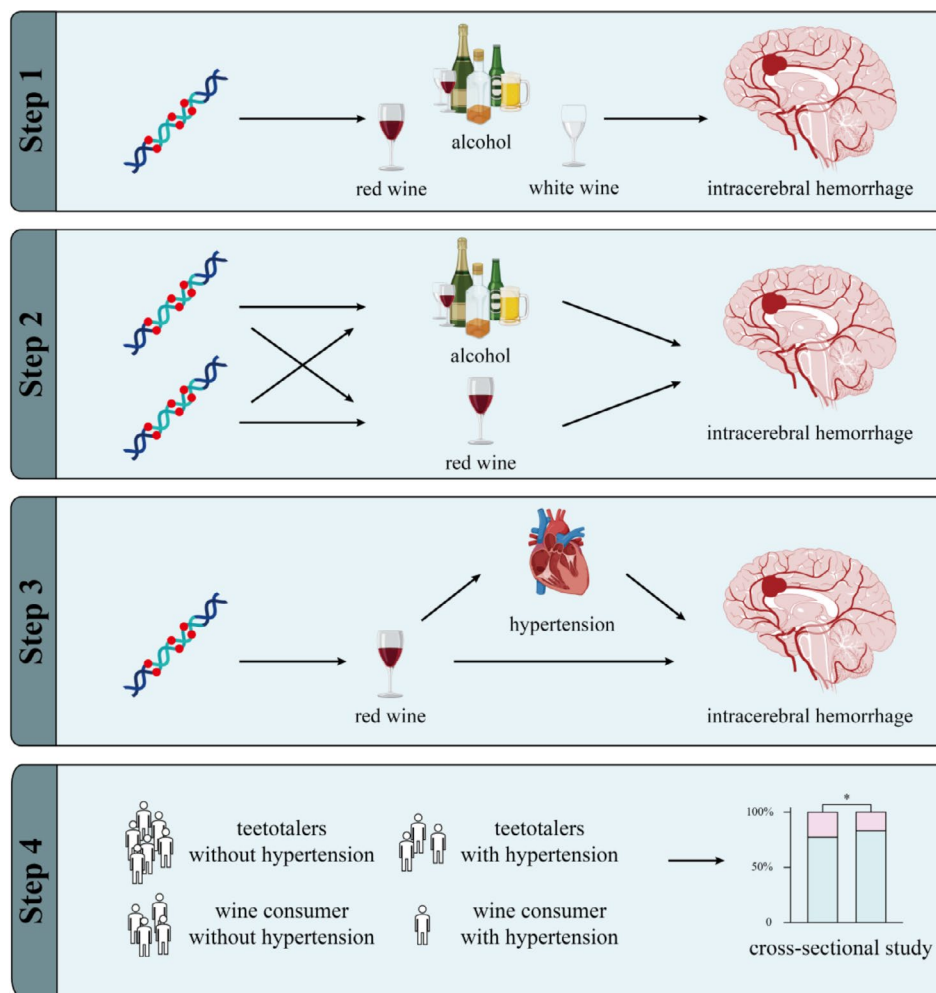 Step 1
alcohol
red wine
white wine
intracerebral hemorrhage
Step 2
alcohol
red wine
intracerebral hemorrhage
Step 3
hypertension
red wine
intracerebral hemorrhage
Step 4
teetotalers
without hypertension
teetotalers
with hypertension
wine consumer
without hypertension
wine consumer
with hypertension
100%
*
50%
0
cross-sectional study